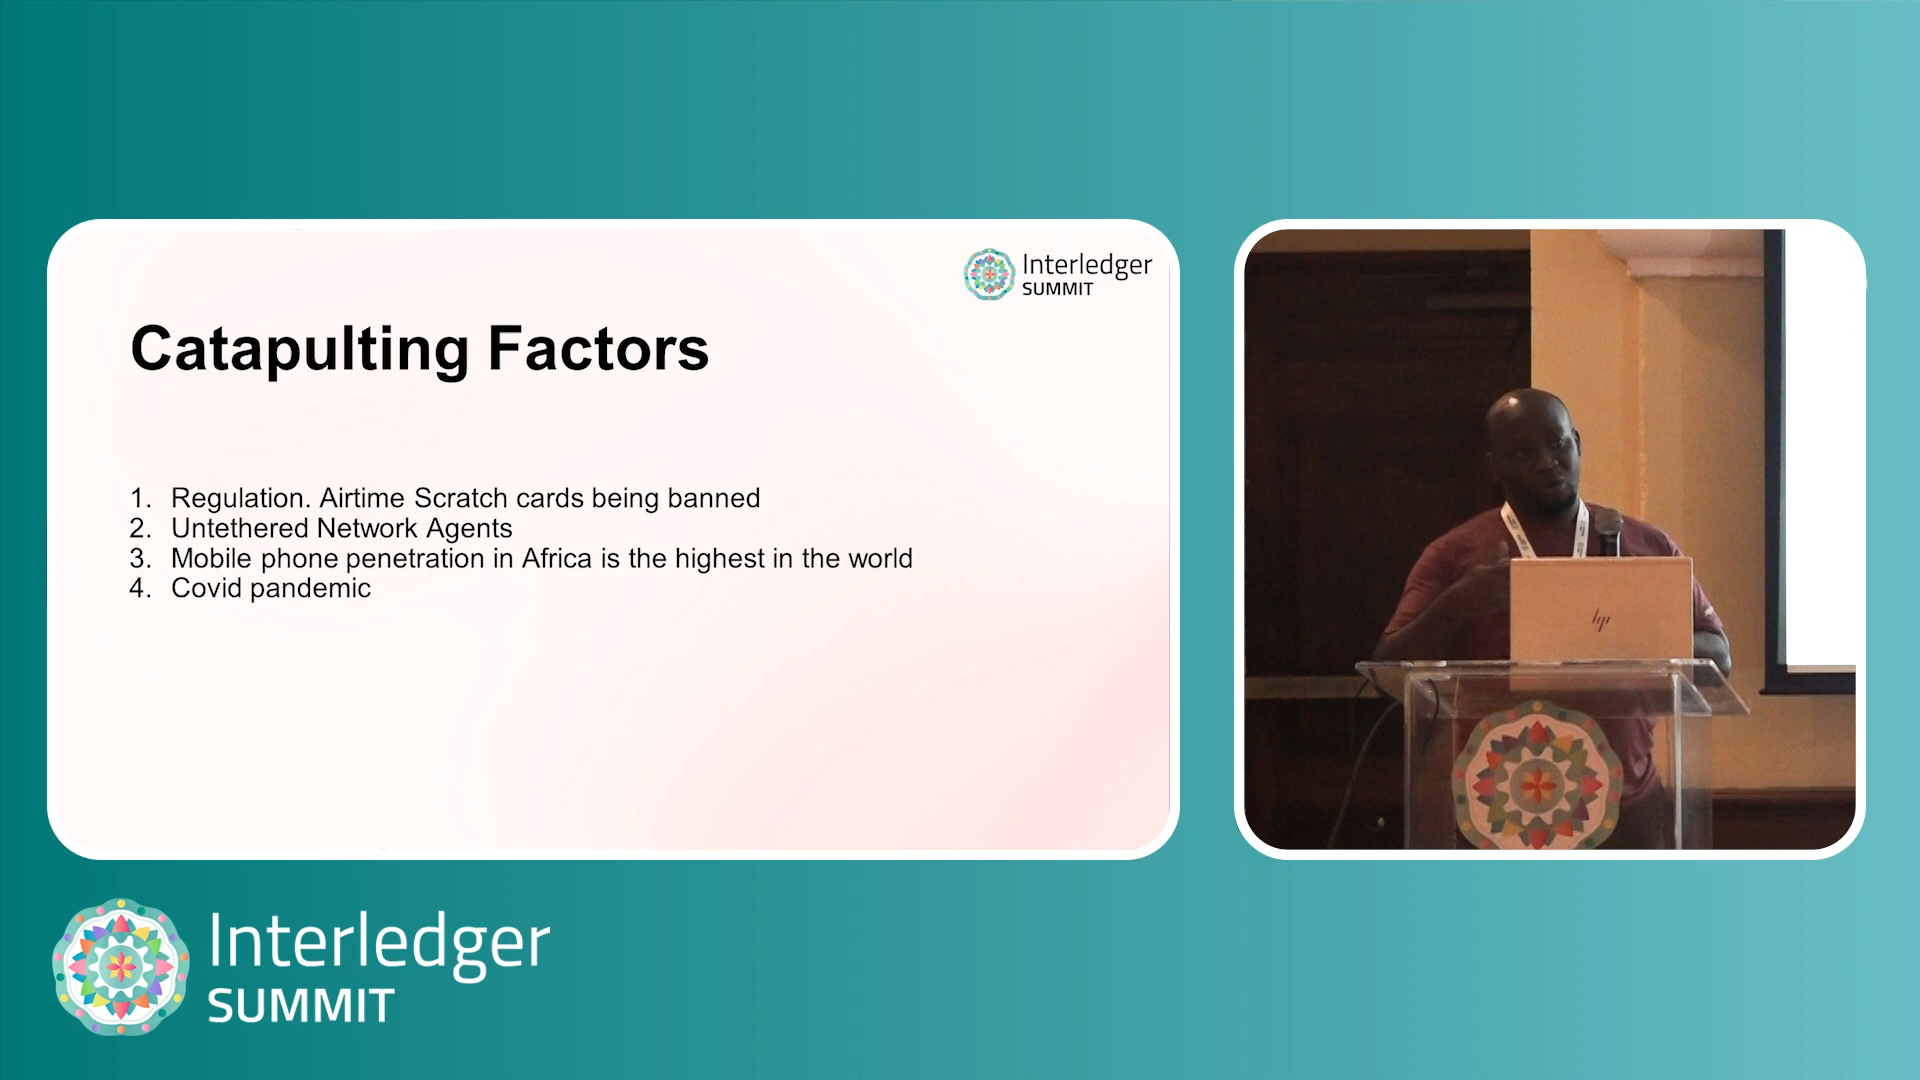 Interledger
SUMMIT
Catapulting Factors
1. Regulation. Airtime Scratch cards being banned
2. Untethered Network Agents
3. Mobile phone penetration in Africa is the highest in the world
4. Covid pandemic
hp
Interledger
SUMMIT